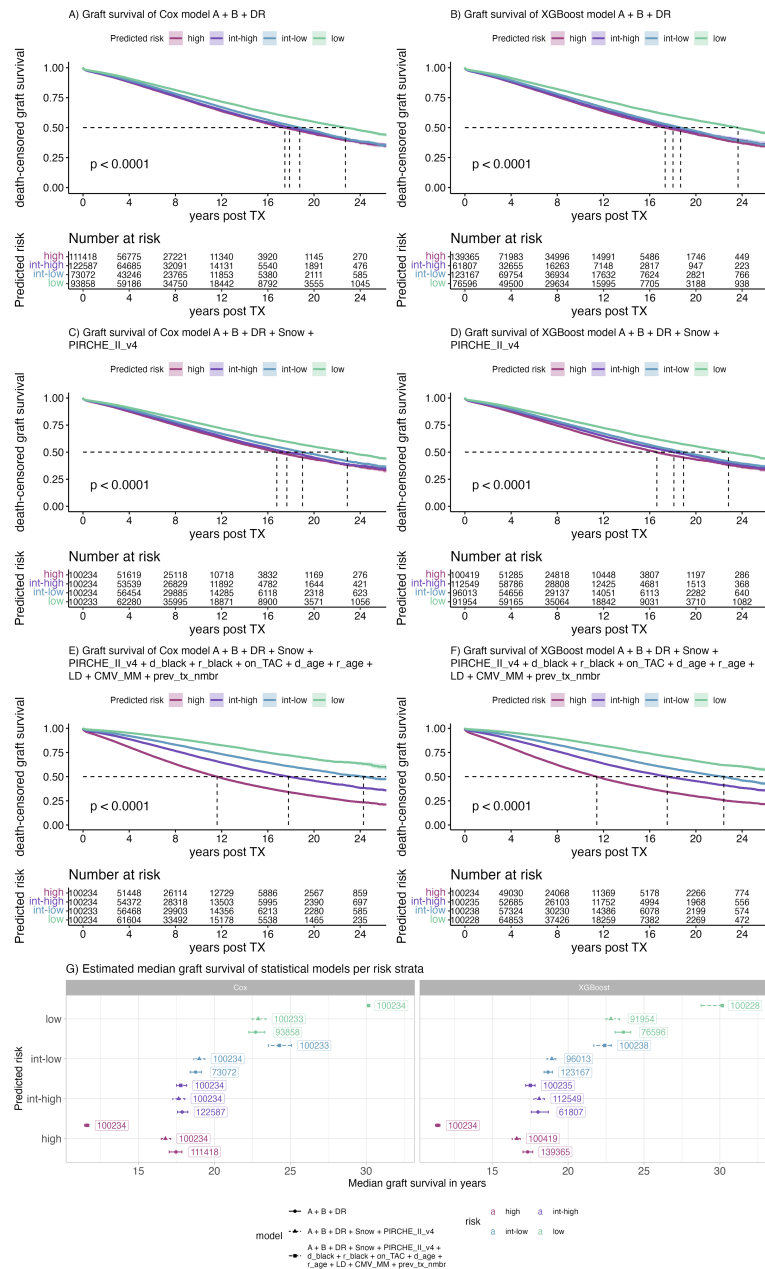 A) Graft survival of Cox model A + B + DR
Predicted risk high int-high int-low low
death-censored graft survival
1.00
0.75
0.50
0.25
0.00
p < 0.0001
0 4 8 12 16 20 24
years post TX
Number at risk
Predicted risk
high 111418 56775 27221 11340 3920 1145 270
int-high 122587 64685 32091 14131 5540 1891 476
int-low 73072 43246 23765 11853 5380 2111 585
low 93858 59186 34750 18442 8792 3555 1045
0 4 8 12 16 20 24
years post TX
B) Graft survival of XGBoost model A + B + DR
Predicted risk high int-high int-low low
death-censored graft survival
1.00
0.75
0.50
0.25
0.00
p < 0.0001
0 4 8 12 16 20 24
years post TX
Number at risk
Predicted risk
high 139365 71983 34996 14991 5486 1746 449
int-high 61807 32655 16263 7148 2817 947 223
int-low 123167 69754 36934 17632 7624 2821 766
low 76596 49500 29634 15995 7705 3188 938
0 4 8 12 16 20 24
years post TX
C) Graft survival of Cox model A + B + DR + Snow +
PIRCHE_II_v4
Predicted risk high int-high int-low low
death-censored graft survival
1.00
0.75
0.50
0.25
0.00
p < 0.0001
0 4 8 12 16 20 24
years post TX
Number at risk
Predicted risk
high 100234 51619 25118 10718 3832 1169 276
int-high 100234 53539 26829 11892 4782 1644 421
int-low 100234 56454 29885 14285 6118 2318 623
low 100233 62280 35995 18871 8900 3571 1056
0 4 8 12 16 20 24
years post TX
D) Graft survival of XGBoost model A + B + DR + Snow +
PIRCHE_II_v4
Predicted risk high int-high int-low low
death-censored graft survival
1.00
0.75
0.50
0.25
0.00
p < 0.0001
0 4 8 12 16 20 24
years post TX
Number at risk
Predicted risk
high 100419 51285 24818 10448 3807 1197 286
int-high 112549 58786 28808 12425 4681 1513 368
int-low 96013 54656 29137 14051 6113 2282 640
low 91954 59165 35064 18842 9031 3710 1082
0 4 8 12 16 20 24
years post TX
E) Graft survival of Cox model A + B + DR + Snow +
PIRCHE_II_v4 + d_black + r_black + on_TAC + d_age + r_age +
LD + CMV_MM + prev_tx_nmbr
Predicted risk high int-high int-low low
death-censored graft survival
1.00
0.75
0.50
0.25
0.00
p < 0.0001
0 4 8 12 16 20 24
years post TX
Number at risk
Predicted risk
high 100234 51448 26114 12729 5886 2567 859
int-high 100234 54372 28318 13503 5995 2390 697
int-low 100233 56468 29903 14356 6213 2280 585
low 100234 61604 33492 15178 5538 1465 235
0 4 8 12 16 20 24
years post TX
F) Graft survival of XGBoost model A + B + DR + Snow +
PIRCHE_II_v4 + d_black + r_black + on_TAC + d_age + r_age +
LD + CMV_MM + prev_tx_nmbr
Predicted risk high int-high int-low low
death-censored graft survival
1.00
0.75
0.50
0.25
0.00
p < 0.0001
0 4 8 12 16 20 24
years post TX
Number at risk
Predicted risk
high 100234 49030 24068 11369 5178 2266 774
int-high 100235 52685 26103 11752 4994 1968 556
int-low 100238 57324 30230 14386 6078 2199 574
low 100228 64853 37426 18259 7382 2269 472
0 4 8 12 16 20 24
years post TX
G) Estimated median graft survival of statistical models per risk strata
Cox
XGBoost
Predicted risk
low
int-low
int-high
high
100234
100233
93858
100233
100234
73072
100234
100234
122587
100234
100234
111418
100228
91954
76596
100238
96013
123167
100235
112549
61807
100234
100419
139365
15 20 25 30
15 20 25 30
Median graft survival in years
model
A + B + DR
A + B + DR + Snow + PIRCHE_II_v4
A + B + DR + Snow + PIRCHE_II_v4 +
d_black + r_black + on_TAC + d_age +
r_age + LD + CMV_MM + prev_tx_nmbr
risk
a high a int-high
a int-low a low